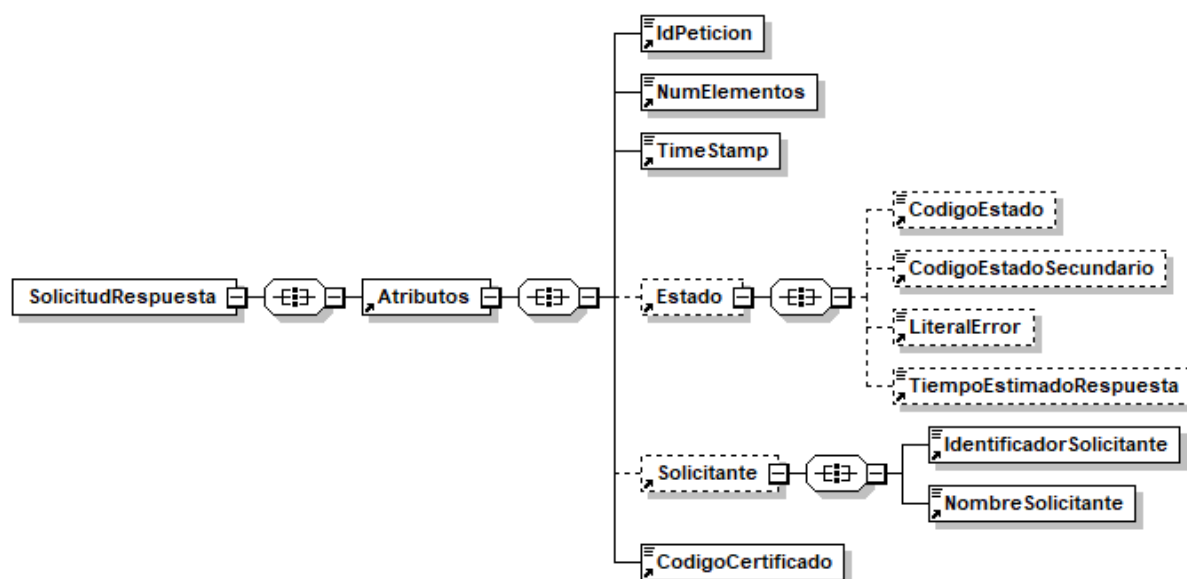 IdPeticion
NumElementos
TimeStamp
CodigoEstado
CodigoEstadoSecundario
SolicitudRespuesta
Atributos
Estado
LiteralError
TiempoEstimadoRespuesta
IdentificadorSolicitante
Solicitante
NombreSolicitante
CodigoCertificado